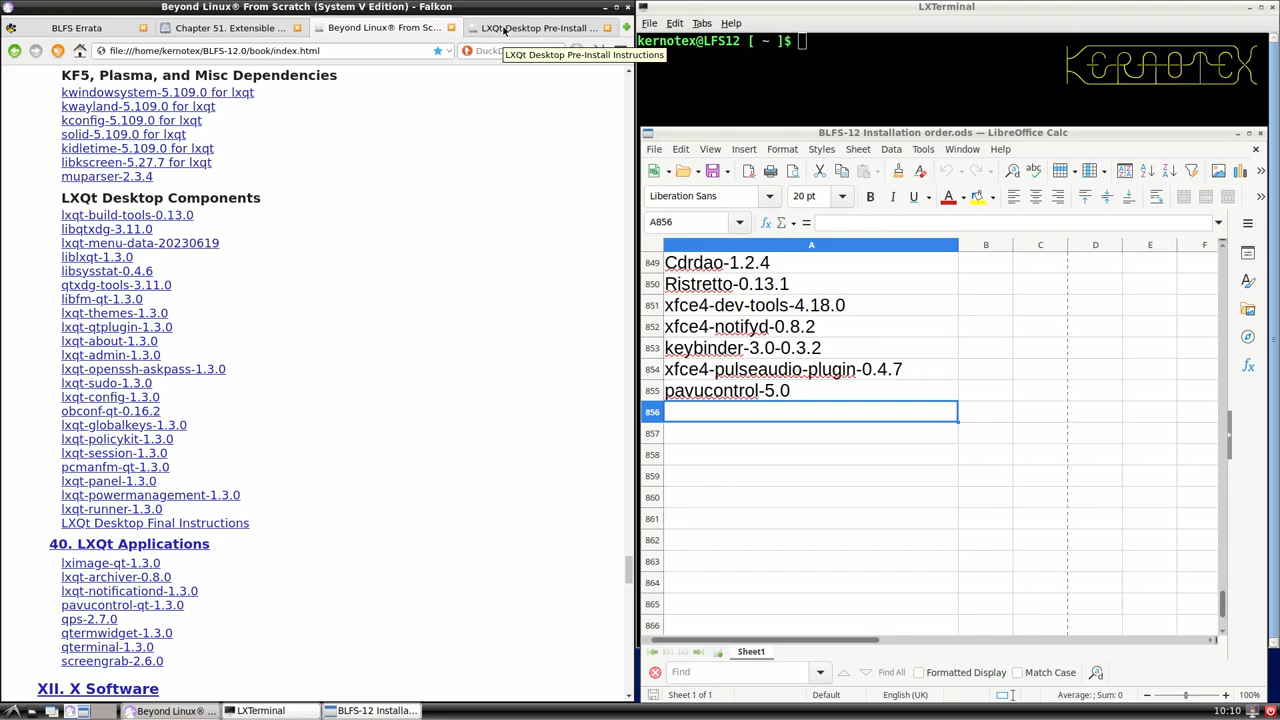 Beyond Linux® From Scratch (System V Edition) - Falkon
BLFS Errata
Chapter 51. Extensible ...
Beyond Linux® From Sc...
LXQt Desktop Pre-Install ...
file:///home/kernotex/BLFS-12.0/book/index.html
LXQt Desktop Pre-Install Instructions
KF5, Plasma, and Misc Dependencies
kwindowsystem-5.109.0 for lxqt
kwayland-5.109.0 for lxqt
kconfig-5.109.0 for lxqt
solid-5.109.0 for lxqt
kidletime-5.109.0 for lxqt
libkscreen-5.27.7 for lxqt
muparser-2.3.4
LXQt Desktop Components
lxqt-build-tools-0.13.0
libqtxdg-3.11.0
lxqt-menu-data-20230619
liblxqt-1.3.0
libsysstat-0.4.6
qtxdg-tools-3.11.0
libfm-qt-1.3.0
lxqt-themes-1.3.0
lxqt-qtplugin-1.3.0
lxqt-about-1.3.0
lxqt-admin-1.3.0
lxqt-openssh-askpass-1.3.0
lxqt-sudo-1.3.0
lxqt-config-1.3.0
obconf-qt-0.16.2
lxqt-globalkeys-1.3.0
lxqt-policykit-1.3.0
lxqt-session-1.3.0
pcmanfm-qt-1.3.0
lxqt-panel-1.3.0
lxqt-powermanagement-1.3.0
lxqt-runner-1.3.0
LXQt Desktop Final Instructions
40. LXQt Applications
lximage-qt-1.3.0
lxqt-archiver-0.8.0
lxqt-notificationd-1.3.0
pavucontrol-qt-1.3.0
qps-2.7.0
qtermwidget-1.3.0
qterminal-1.3.0
screengrab-2.6.0
XII. X Software
LXTerminal
File Edit Tabs Help
kernotex@LFS12 [ ~ ]$
KERNOTEX
BLFS-12 Installation order.ods — LibreOffice Calc
File Edit View Insert Format Styles Sheet Data Tools Window Help
Liberation Sans 20 pt
A856
A B C D E F
849 Cdrdao-1.2.4
850 Ristretto-0.13.1
851 xfce4-dev-tools-4.18.0
852 xfce4-notifyd-0.8.2
853 keybinder-3.0-0.3.2
854 xfce4-pulseaudio-plugin-0.4.7
855 pavucontrol-5.0
856
857
858
859
860
861
862
863
864
865
866
Sheet1
Find Find All Formatted Display Match Case
Sheet 1 of 1 Default English (UK) Average: ; Sum: 0 100%
Beyond Linux® ... LXTerminal BLFS-12 Installa... 10:10